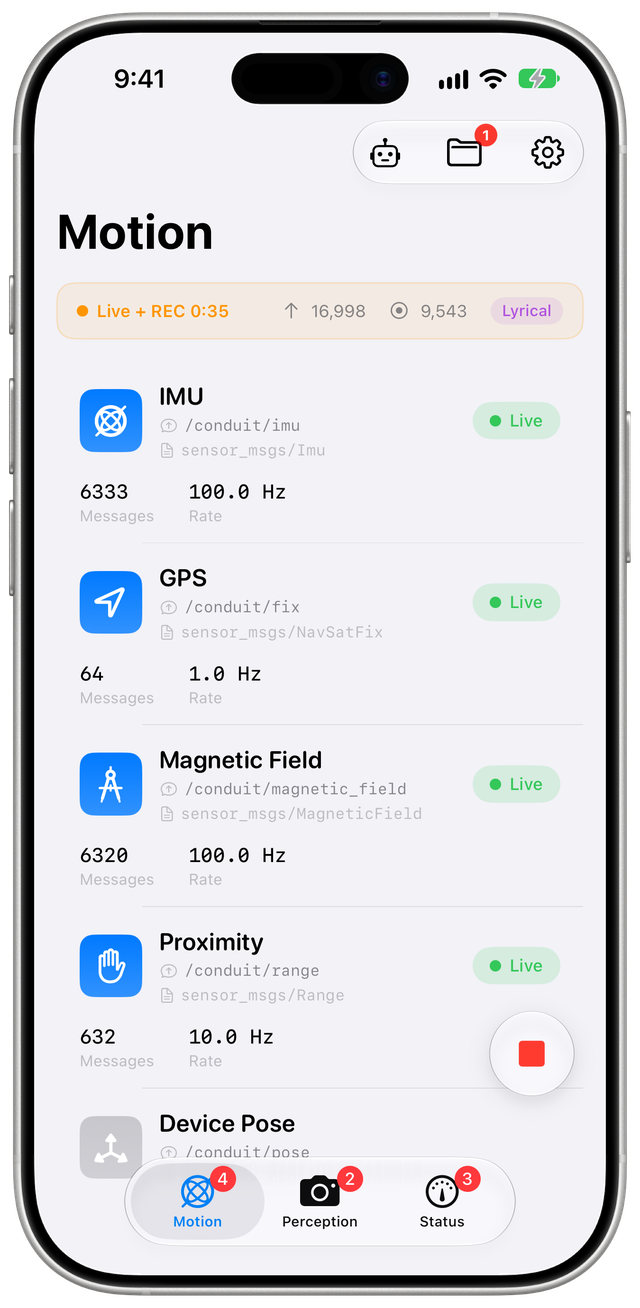 9:41
1
Motion
Live + REC 0:35 16,998 9,543 Lyrical
IMU
/conduit/imu
Live
sensor_msgs/Imu
6333 100.0 Hz
Messages Rate
GPS
/conduit/fix
Live
sensor_msgs/NavSatFix
64 1.0 Hz
Messages Rate
Magnetic Field
/conduit/magnetic_field
Live
sensor_msgs/MagneticField
6320 100.0 Hz
Messages Rate
Proximity
/conduit/range
Live
sensor_msgs/Range
632 10.0 Hz
Messages Rate
Device Pose
/conduit/pose
4 2 3
Motion Perception Status